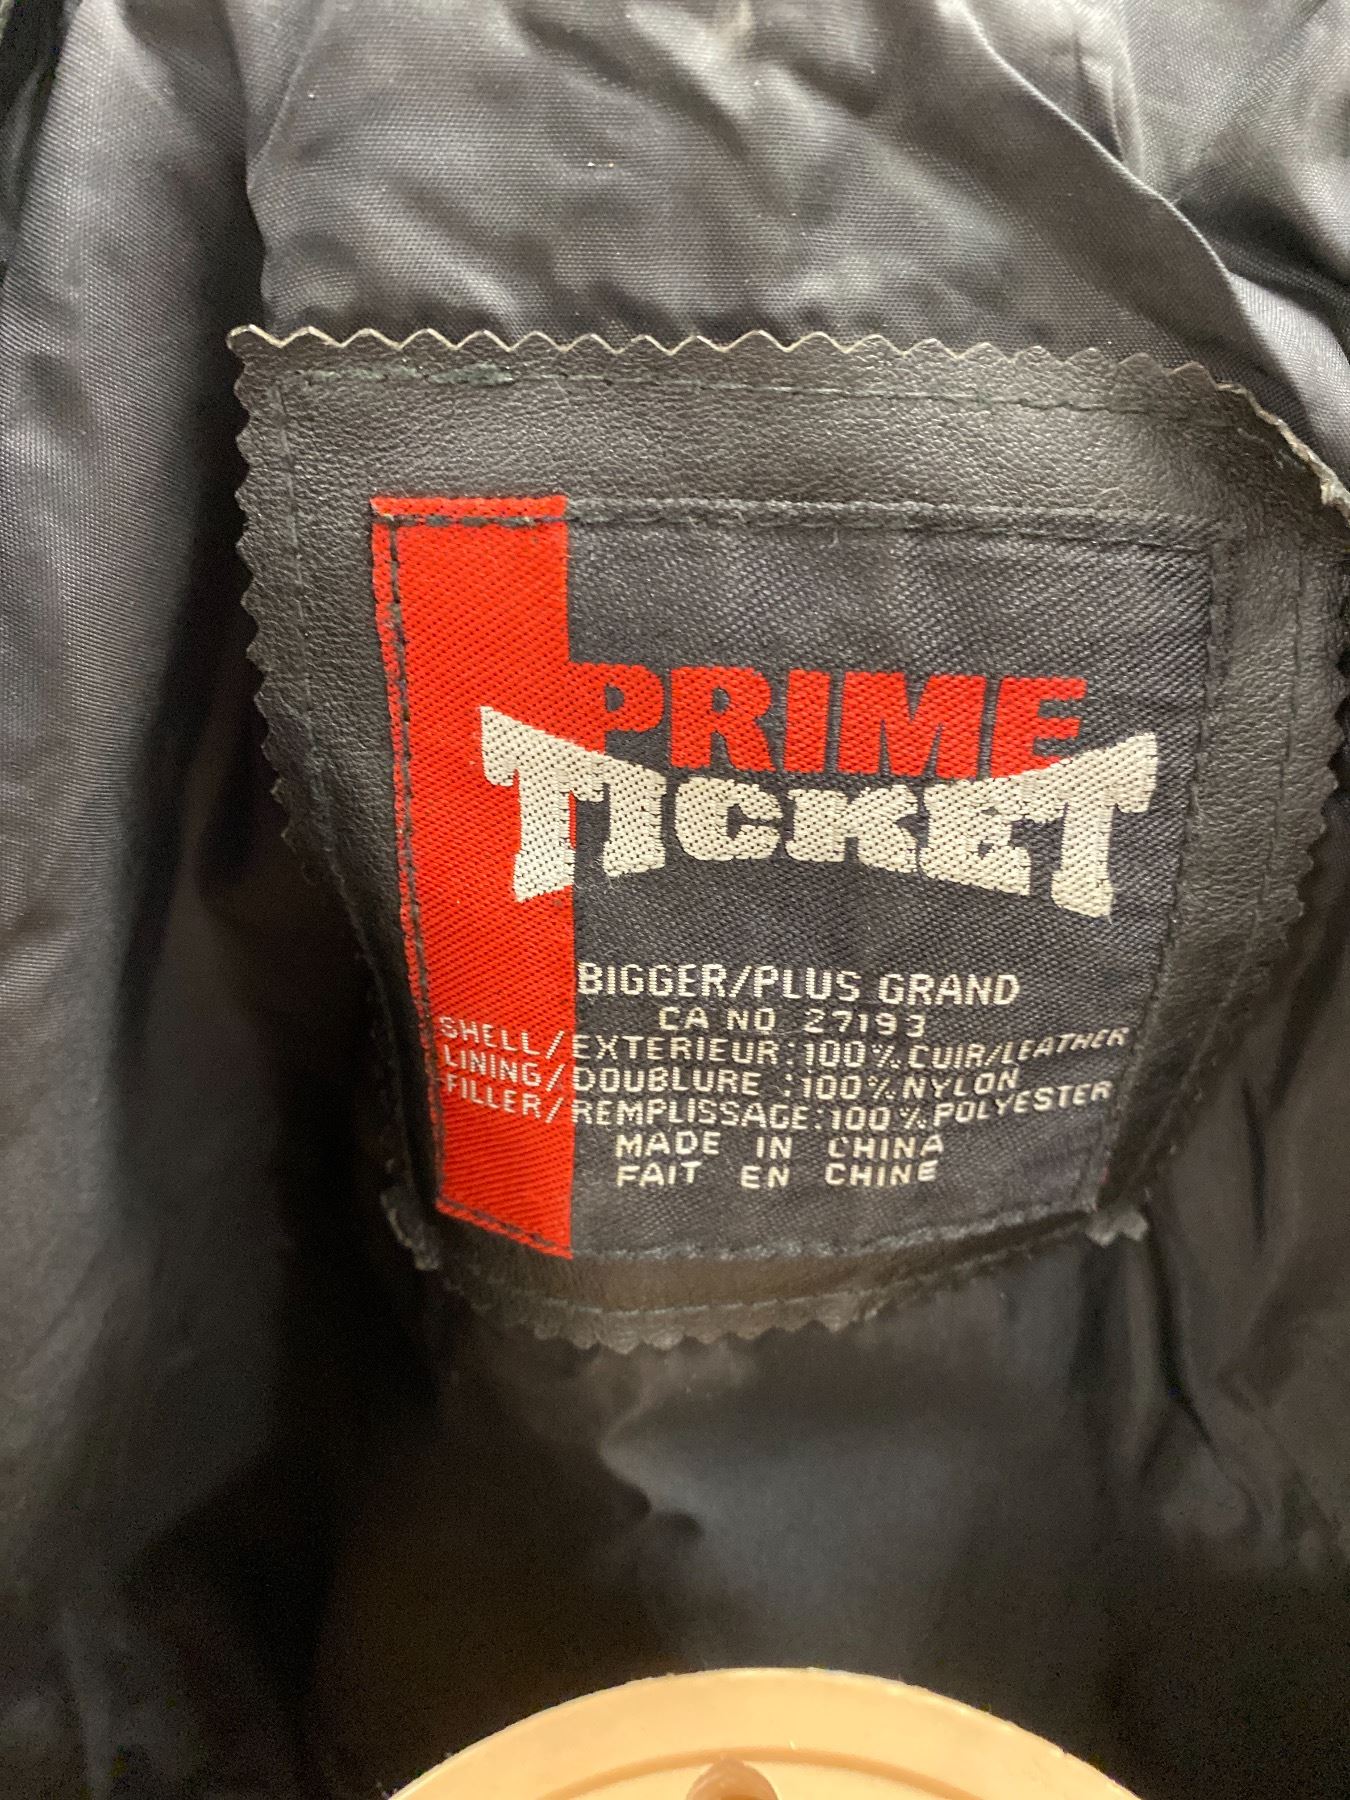 PRIME
TICKET
BIGGER/PLUS GRAND
CA NO 27193
SHELL/EXTERIEUR:100% CUIR/LEATHER
LINING/DOUBLURE :100% NYLON
FILLER/REMPLISSAGE:100% POLYESTER
MADE IN CHINA
FAIT EN CHINE